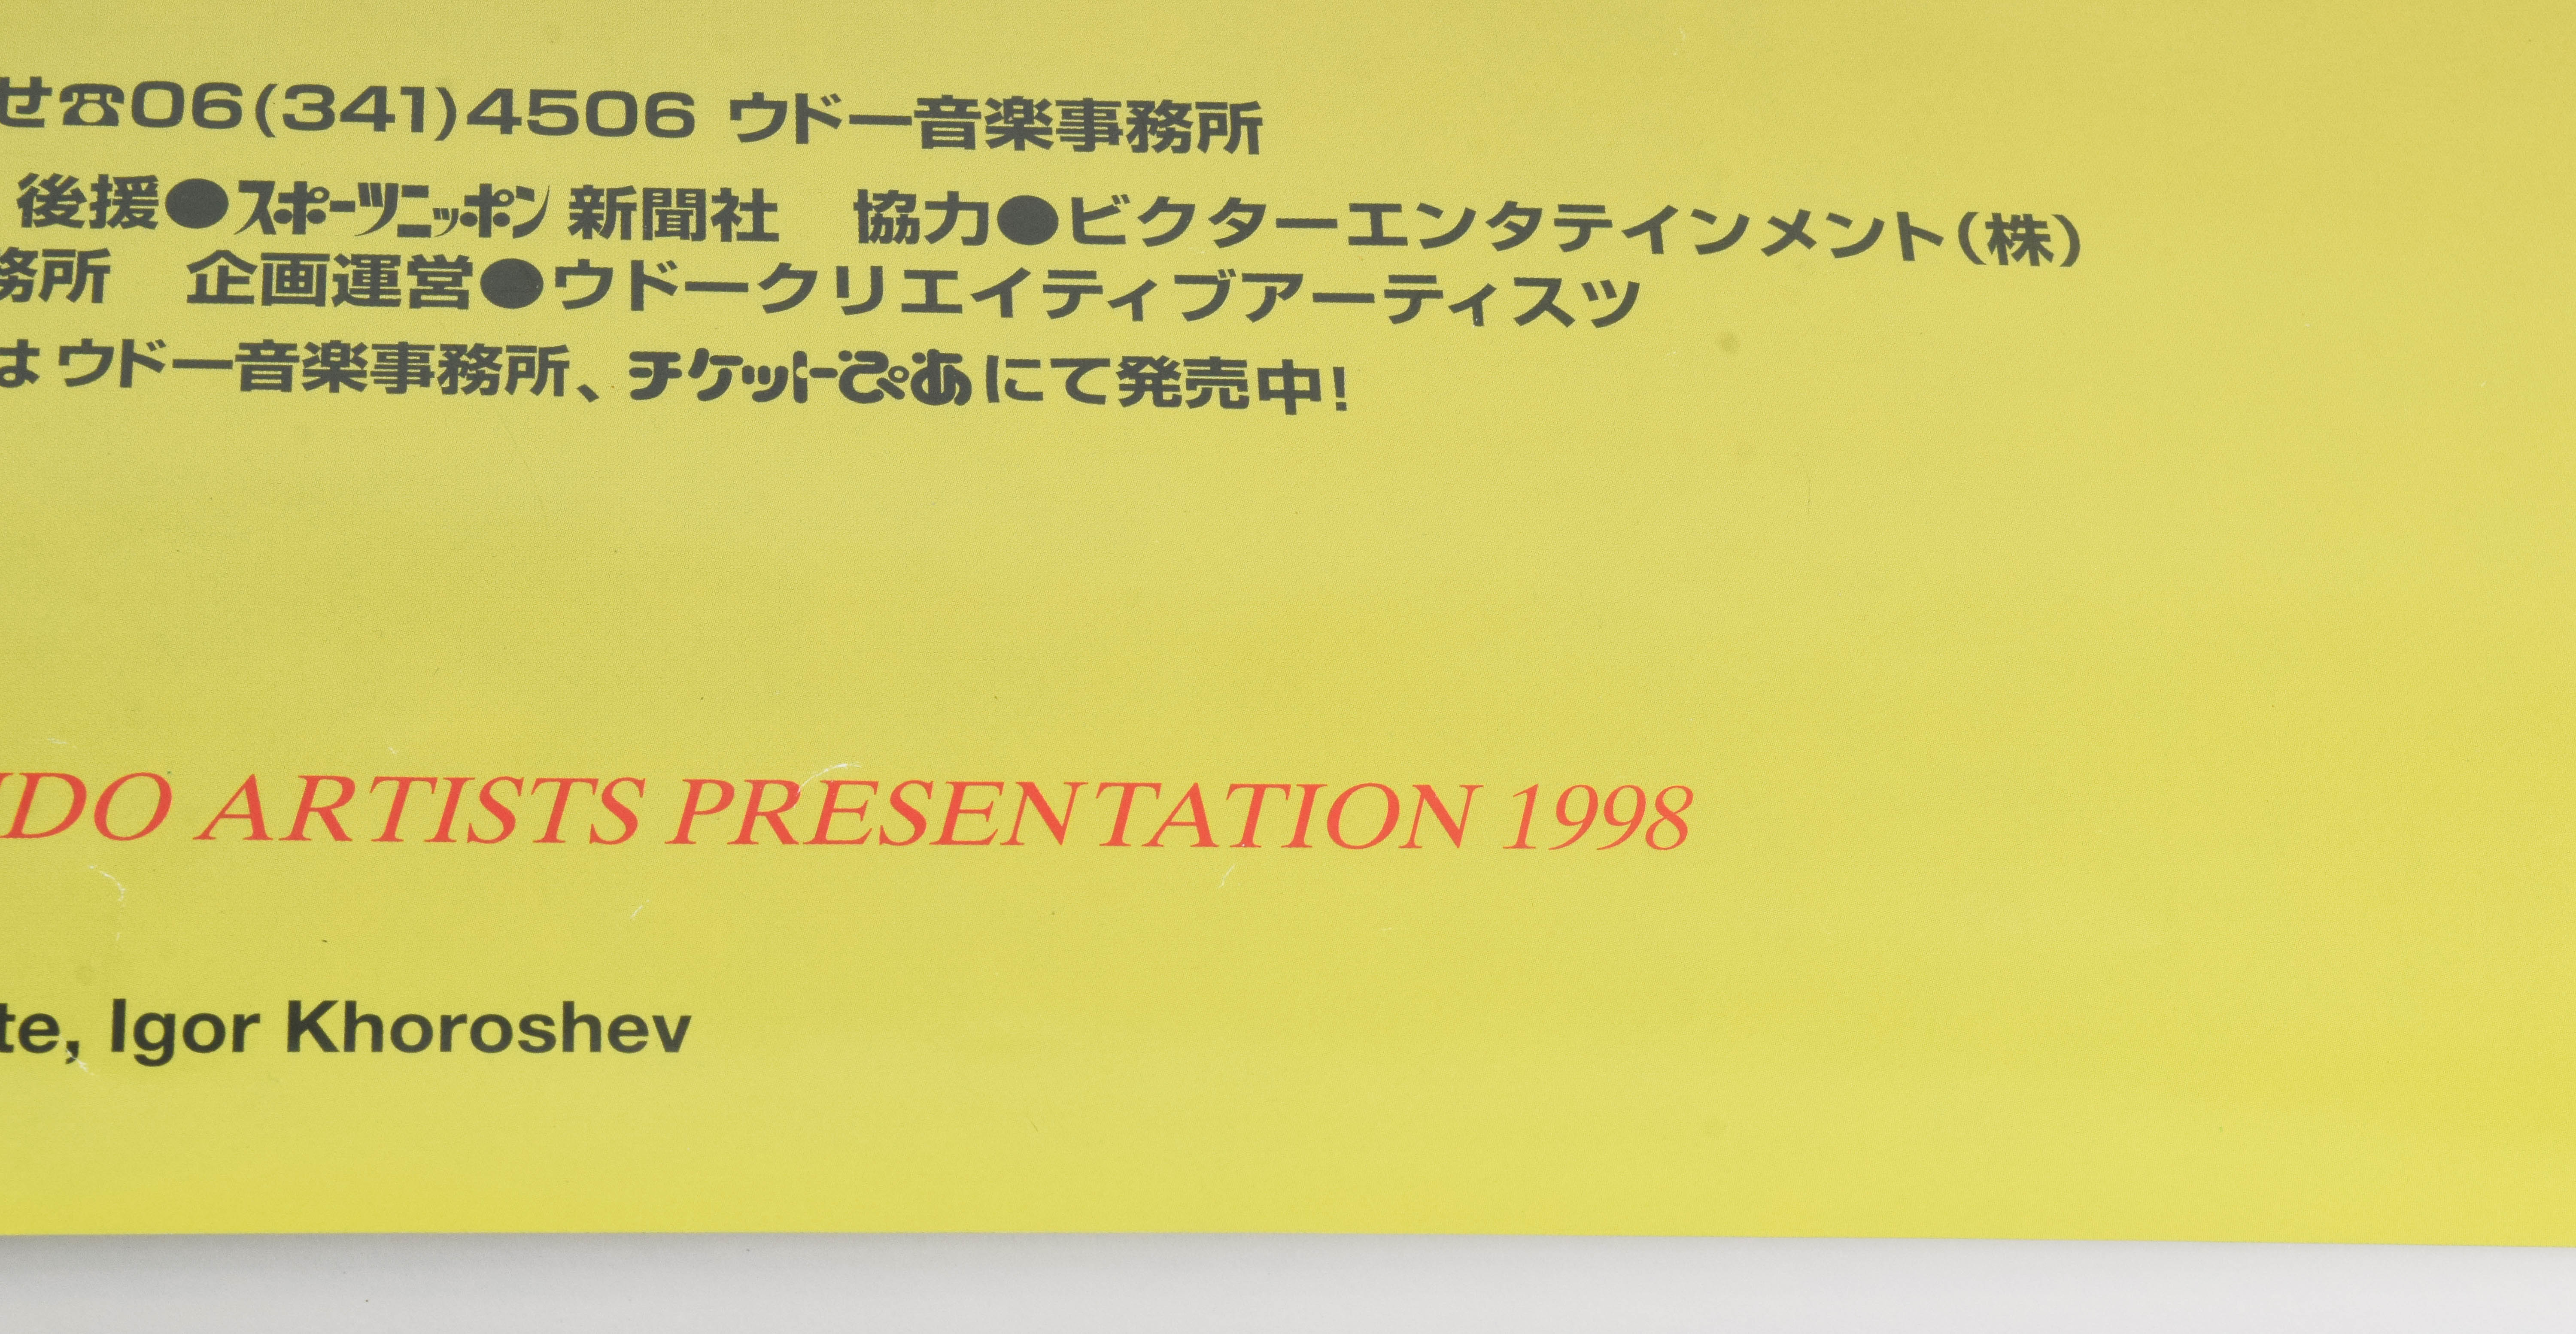 せ☎06(341)4506 ウドー音楽事務所
後援●スポーツニッポン新聞社　協力●ビクターエンタテインメント(株)
務所　企画運営●ウドークリエイティブアーティスツ
はウドー音楽事務所、チケットぴあにて発売中!
DO ARTISTS PRESENTATION 1998
te, Igor Khoroshev